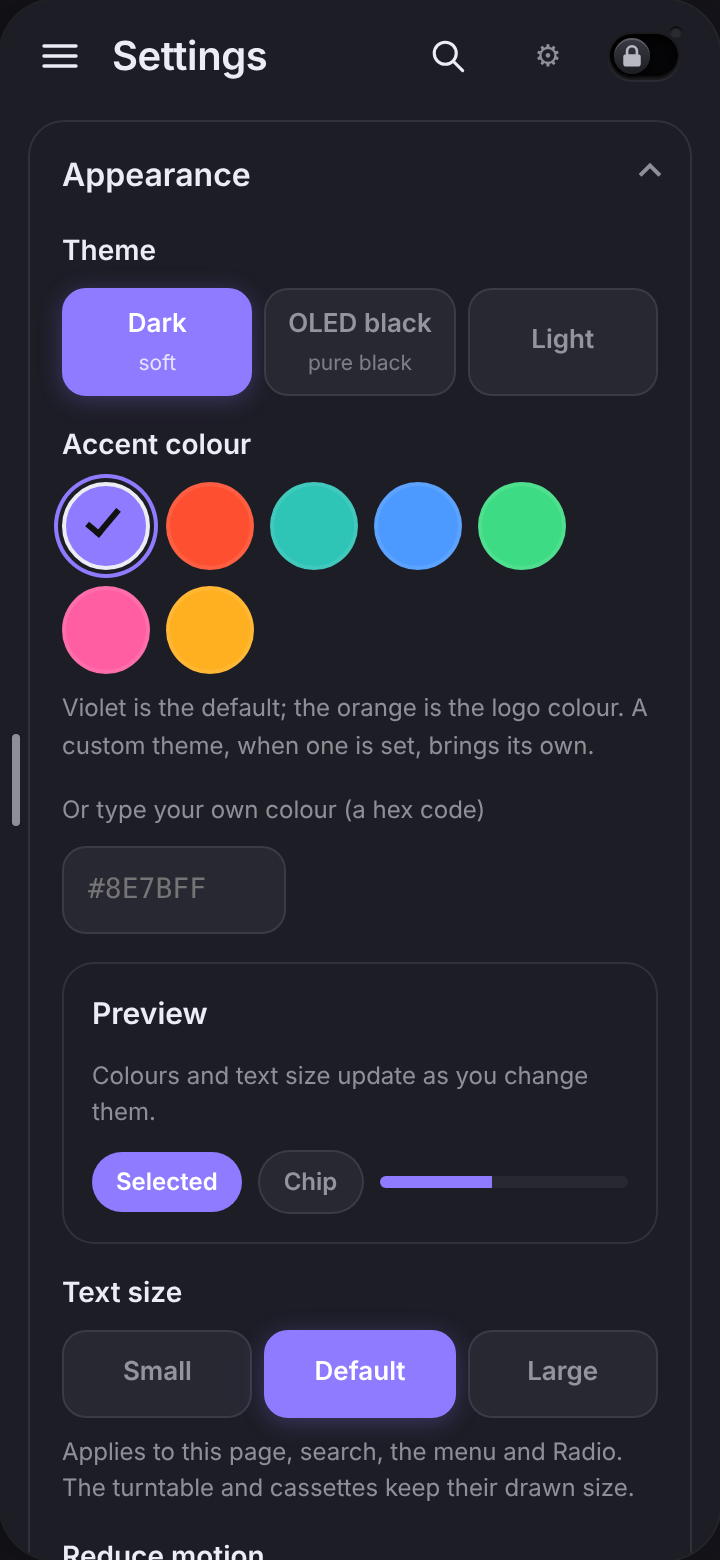 Settings
Appearance
Theme
Dark
soft
OLED black
pure black
Light
Accent colour
Violet is the default; the orange is the logo colour. A
custom theme, when one is set, brings its own.
Or type your own colour (a hex code)
#8E7BFF
Preview
Colours and text size update as you change
them.
Selected
Chip
Text size
Small
Default
Large
Applies to this page, search, the menu and Radio.
The turntable and cassettes keep their drawn size.
Reduce motion